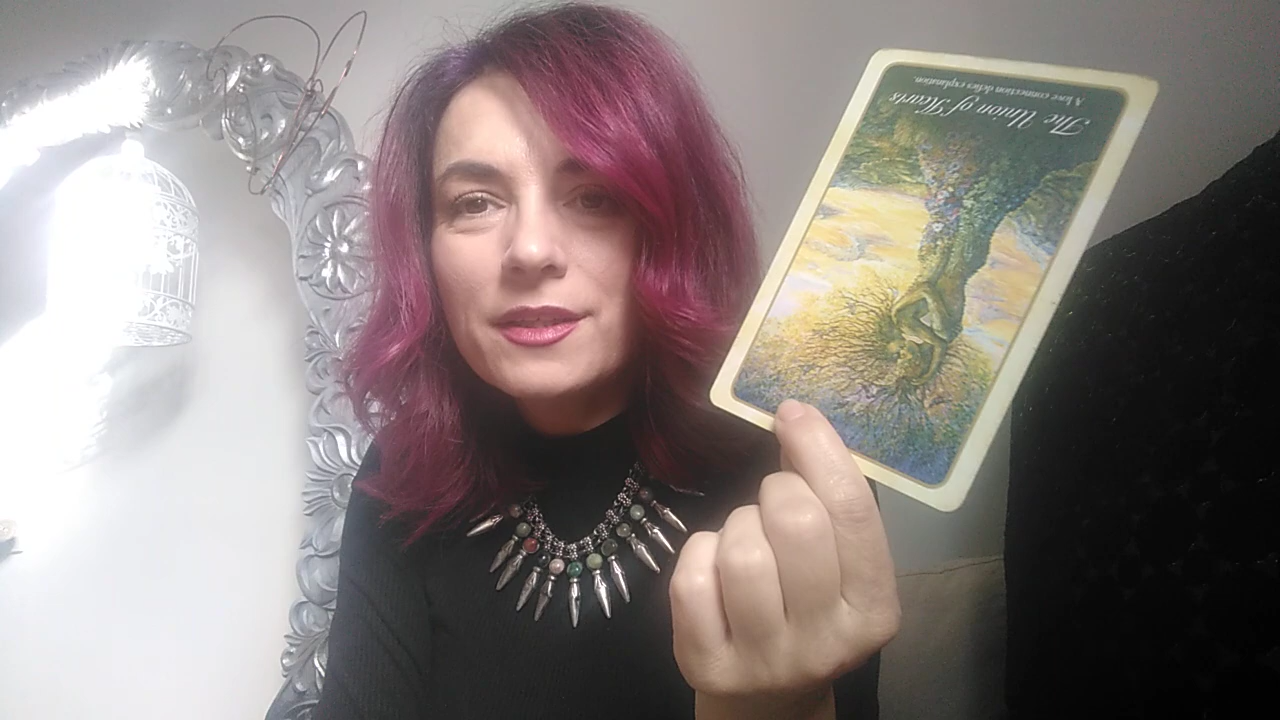 The Union of Hearts
A love connection defies explanation.